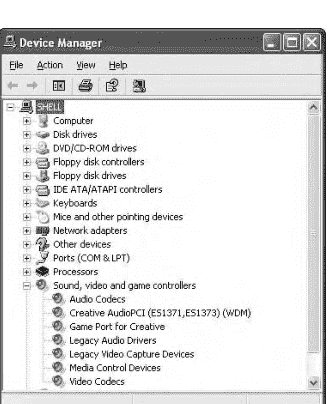 Device Manager
File Action View Help
SHELL
Computer
Disk drives
DVD/CD-ROM drives
Floppy disk controllers
Floppy disk drives
IDE ATA/ATAPI controllers
Keyboards
Mice and other pointing devices
Network adapters
Other devices
Ports (COM & LPT)
Processors
Sound, video and game controllers
Audio Codecs
Creative AudioPCI (ES1371,ES1373) (WDM)
Game Port for Creative
Legacy Audio Drivers
Legacy Video Capture Devices
Media Control Devices
Video Codecs